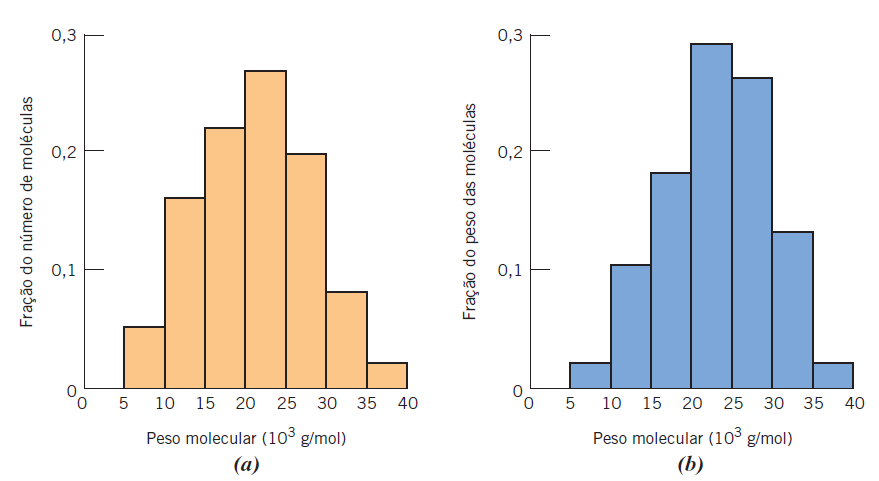 0,3
0,2
0,1
0
Fração do número de moléculas
0 5 10 15 20 25 30 35 40
Peso molecular (10³ g/mol)
(a)
0,3
0,2
0,1
0
Fração do peso das moléculas
0 5 10 15 20 25 30 35 40
Peso molecular (10³ g/mol)
(b)